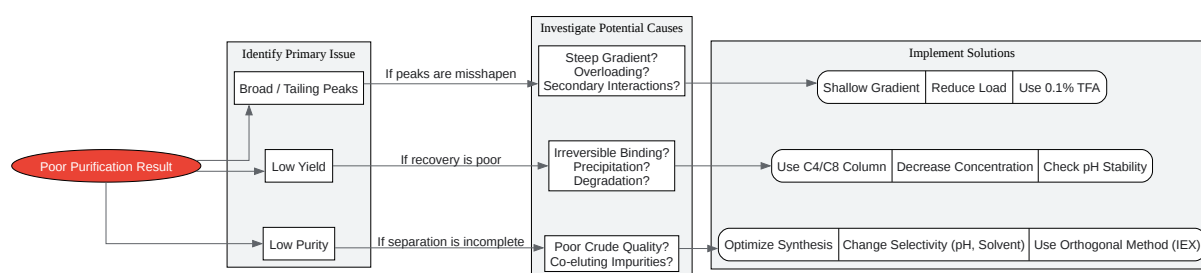 Poor Purification Result
Identify Primary Issue
Broad / Tailing Peaks
Low Yield
Low Purity
If peaks are misshapen
If recovery is poor
If separation is incomplete
Investigate Potential Causes
Steep Gradient?
Overloading?
Secondary Interactions?
Irreversible Binding?
Precipitation?
Degradation?
Poor Crude Quality?
Co-eluting Impurities?
Implement Solutions
Shallow Gradient
Reduce Load
Use 0.1% TFA
Use C4/C8 Column
Decrease Concentration
Check pH Stability
Optimize Synthesis
Change Selectivity (pH, Solvent)
Use Orthogonal Method (IEX)